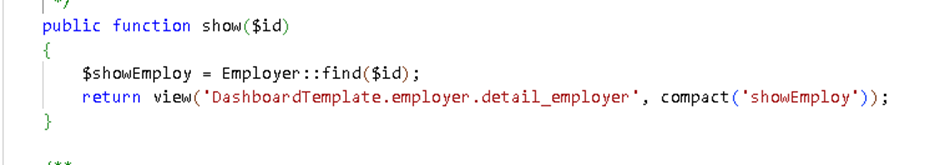 */
public function show($id)
{
$showEmploy = Employer::find($id);
return view('DashboardTemplate.employer.detail_employer', compact('showEmploy'));
}
/**